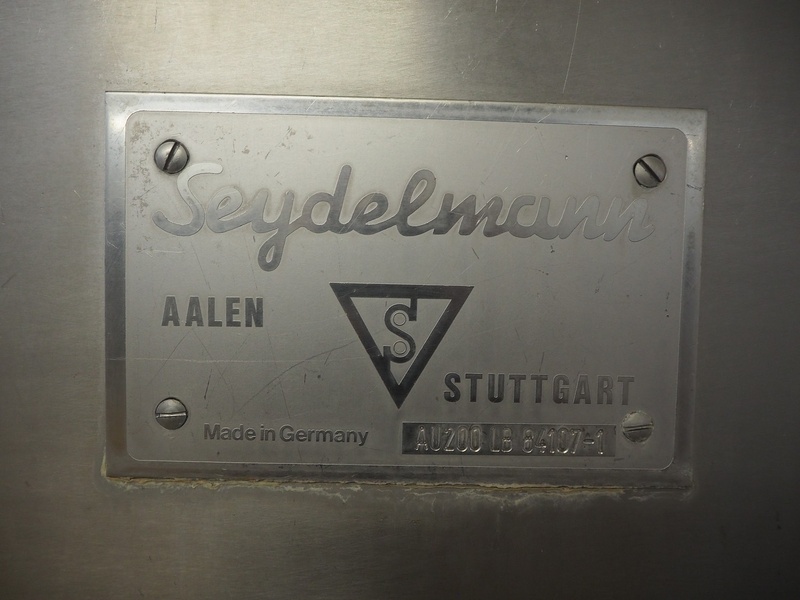 Seydelmann
AALEN
S
STUTTGART
Made in Germany
AU200 LB 84107-1